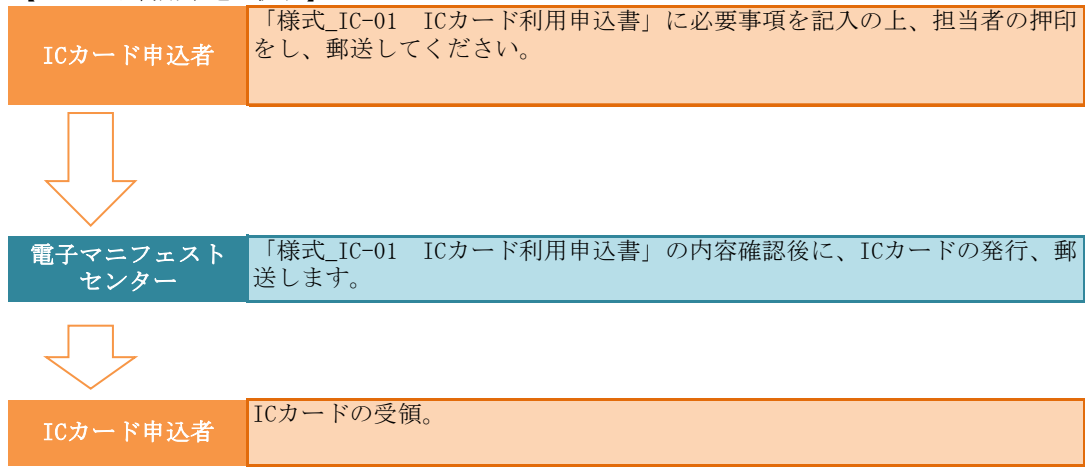 ICカード申込者
「様式_IC-01　ICカード利用申込書」に必要事項を記入の上、担当者の押印
をし、郵送してください。
電子マニフェスト
センター
「様式_IC-01　ICカード利用申込書」の内容確認後に、ICカードの発行、郵
送します。
ICカード申込者
ICカードの受領。